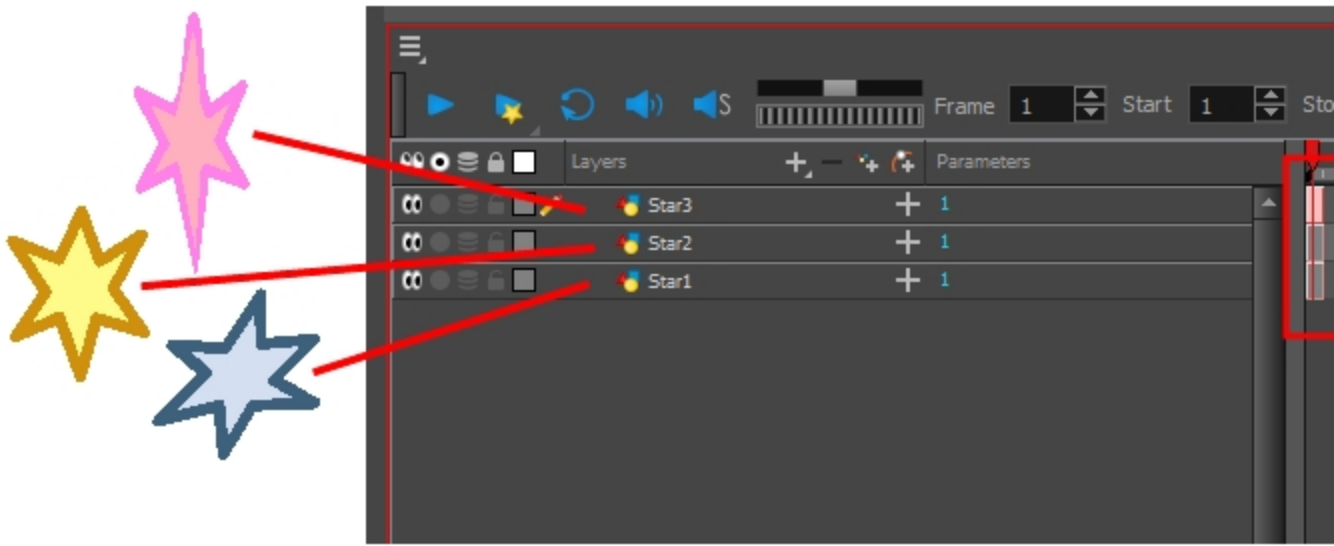 S
Frame 1 Start 1 Sto
Layers Parameters
Star3 1
Star2 1
Star1 1